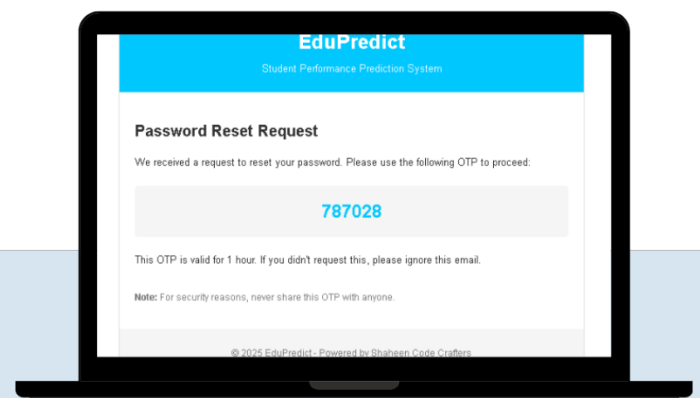 EduPredict
Student Performance Prediction System
Password Reset Request
We received a request to reset your password. Please use the following OTP to proceed:
787028
This OTP is valid for 1 hour. If you didn't request this, please ignore this email.
Note: For security reasons, never share this OTP with anyone.
© 2025 EduPredict - Powered by Shaheen Code Crafters